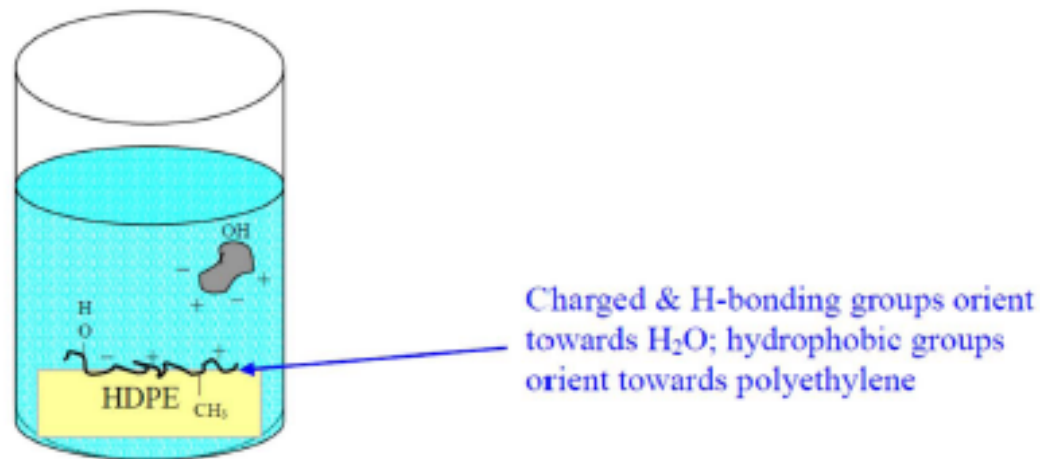 OH
− +
+ −
H
O
− + +
HDPE
CH₃
Charged & H-bonding groups orient
towards H₂O; hydrophobic groups
orient towards polyethylene